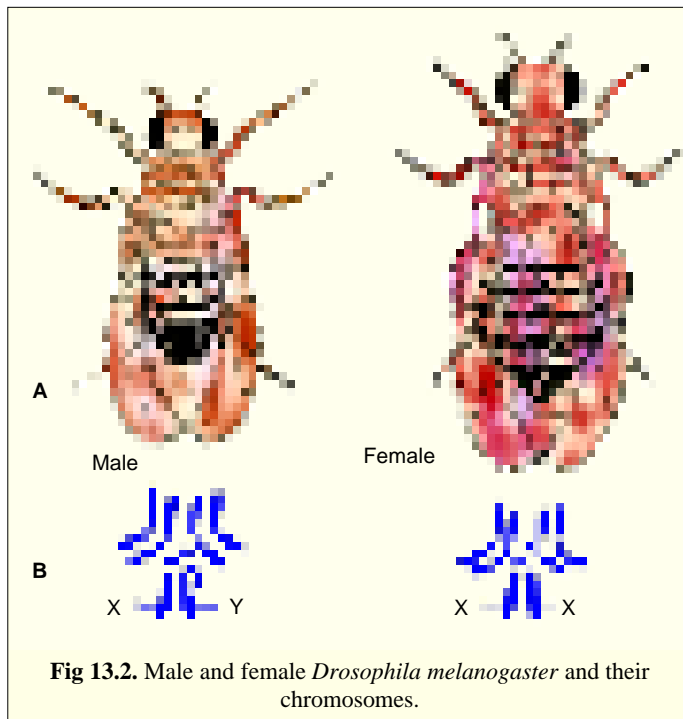 A
Male
Female
B
X
Y
X
X
Fig 13.2. Male and female Drosophila melanogaster and their
chromosomes.